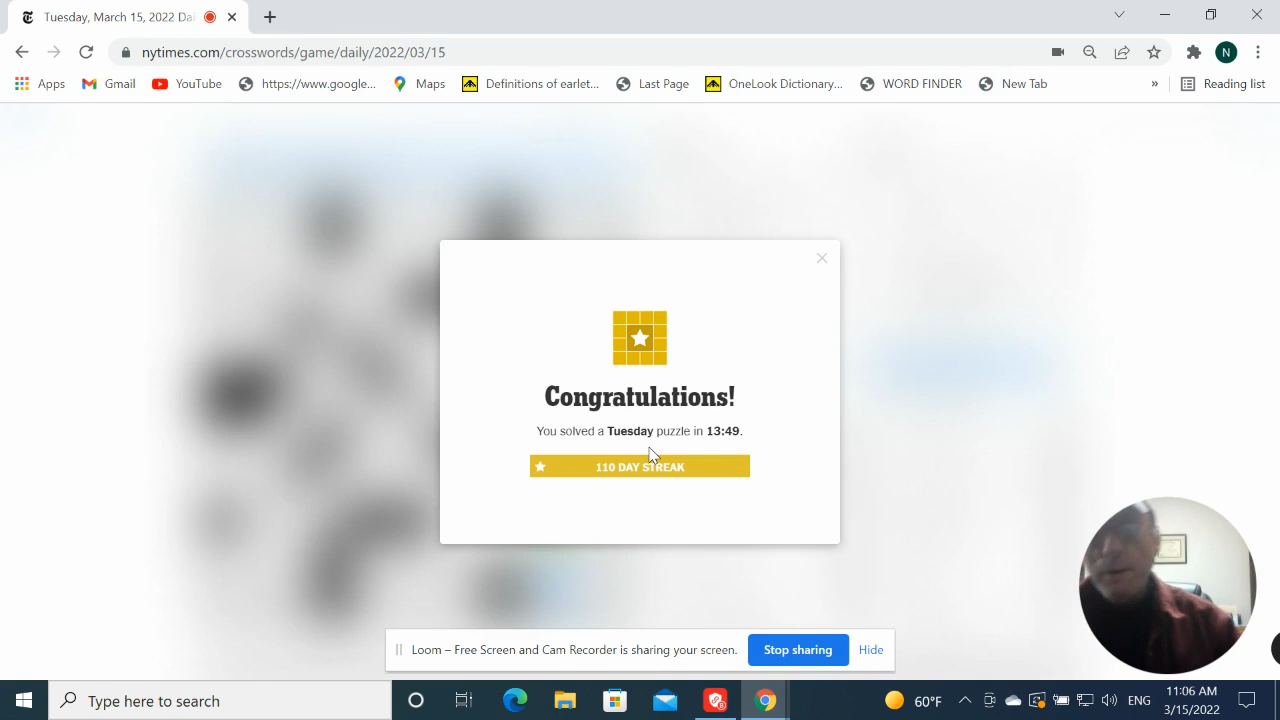 Tuesday, March 15, 2022 Dai
nytimes.com/crosswords/game/daily/2022/03/15
N
Apps
Gmail
YouTube
https://www.google...
Maps
Definitions of earlet...
Last Page
OneLook Dictionary...
WORD FINDER
New Tab
»
Reading list
Congratulations!
You solved a Tuesday puzzle in 13:49.
110 DAY STREAK
Loom – Free Screen and Cam Recorder is sharing your screen.
Stop sharing
Hide
Type here to search
60°F
ENG
11:06 AM
3/15/2022